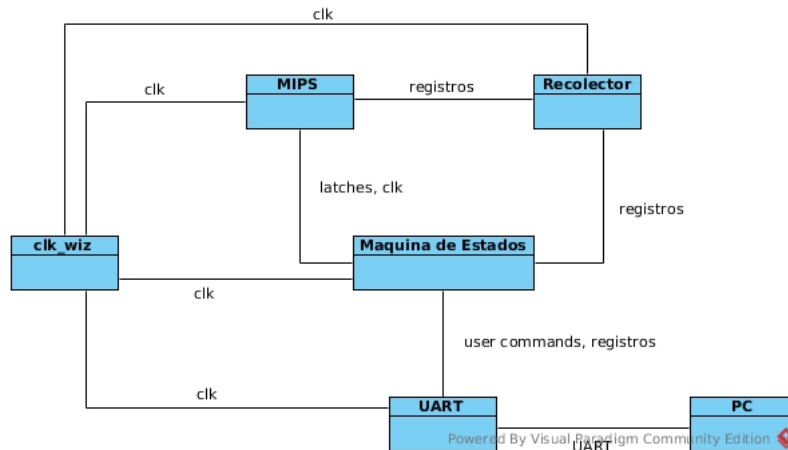 clk
MIPS
Recolector
clk
registros
latches, clk
registros
clk_wiz
Maquina de Estados
clk
user commands, registros
clk
UART
PC
Powered By Visual Paradigm Community Edition
UART